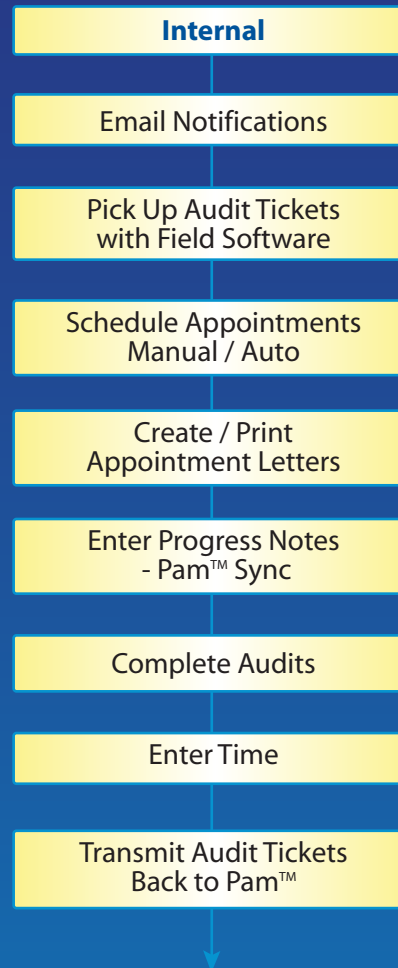 Internal
Email Notifications
Pick Up Audit Tickets
with Field Software
Schedule Appointments
Manual / Auto
Create / Print
Appointment Letters
Enter Progress Notes
- Pam™ Sync
Complete Audits
Enter Time
Transmit Audit Tickets
Back to Pam™